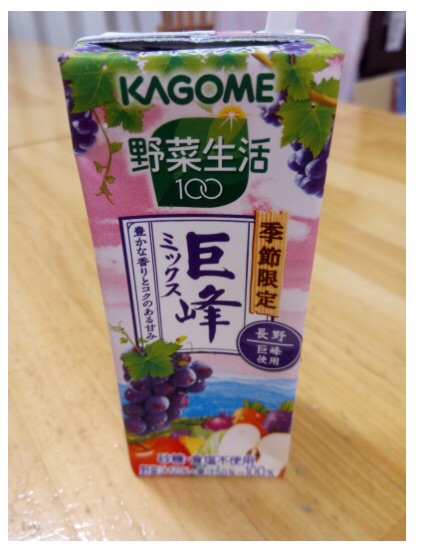 KAGOME
野菜生活
100
季節限定
巨峰
ミックス
豊かな香りとコクのある甘み
長野
巨峰
使用
砂糖・食塩不使用